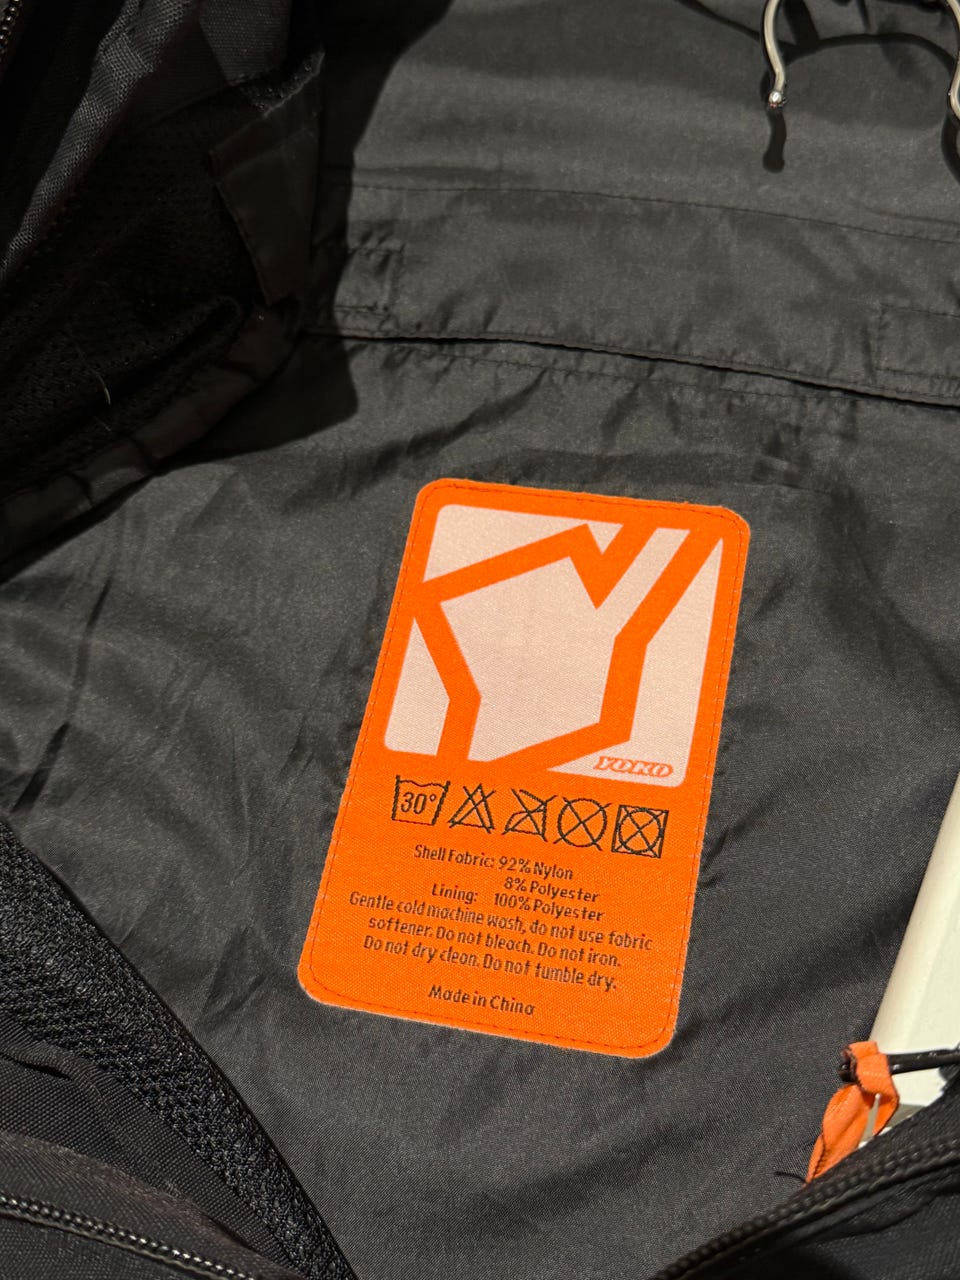 YOKO
30°
Shell Fabric: 92% Nylon
8% Polyester
Lining: 100% Polyester
Gentle cold machine wash, do not use fabric
softener. Do not bleach. Do not iron.
Do not dry clean. Do not tumble dry.
Made in China